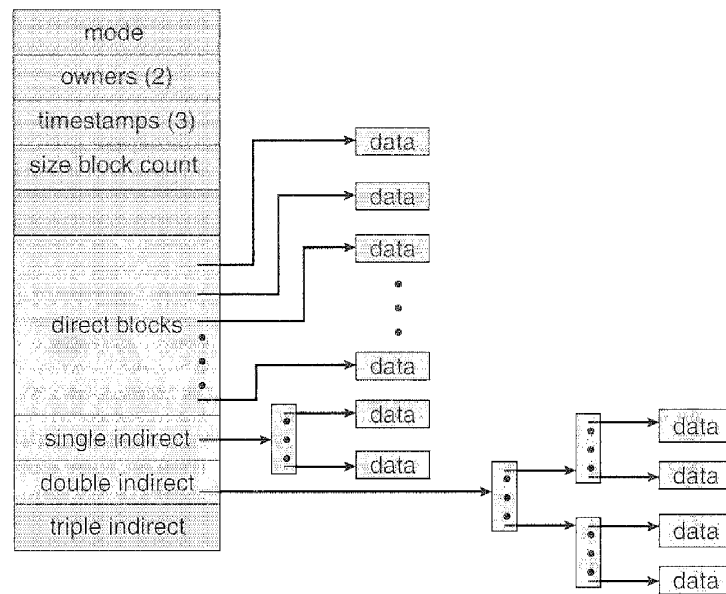 mode
owners (2)
timestamps (3)
size block count
data
data
data
direct blocks
data
single indirect
data
data
double indirect
triple indirect
data
data
data
data